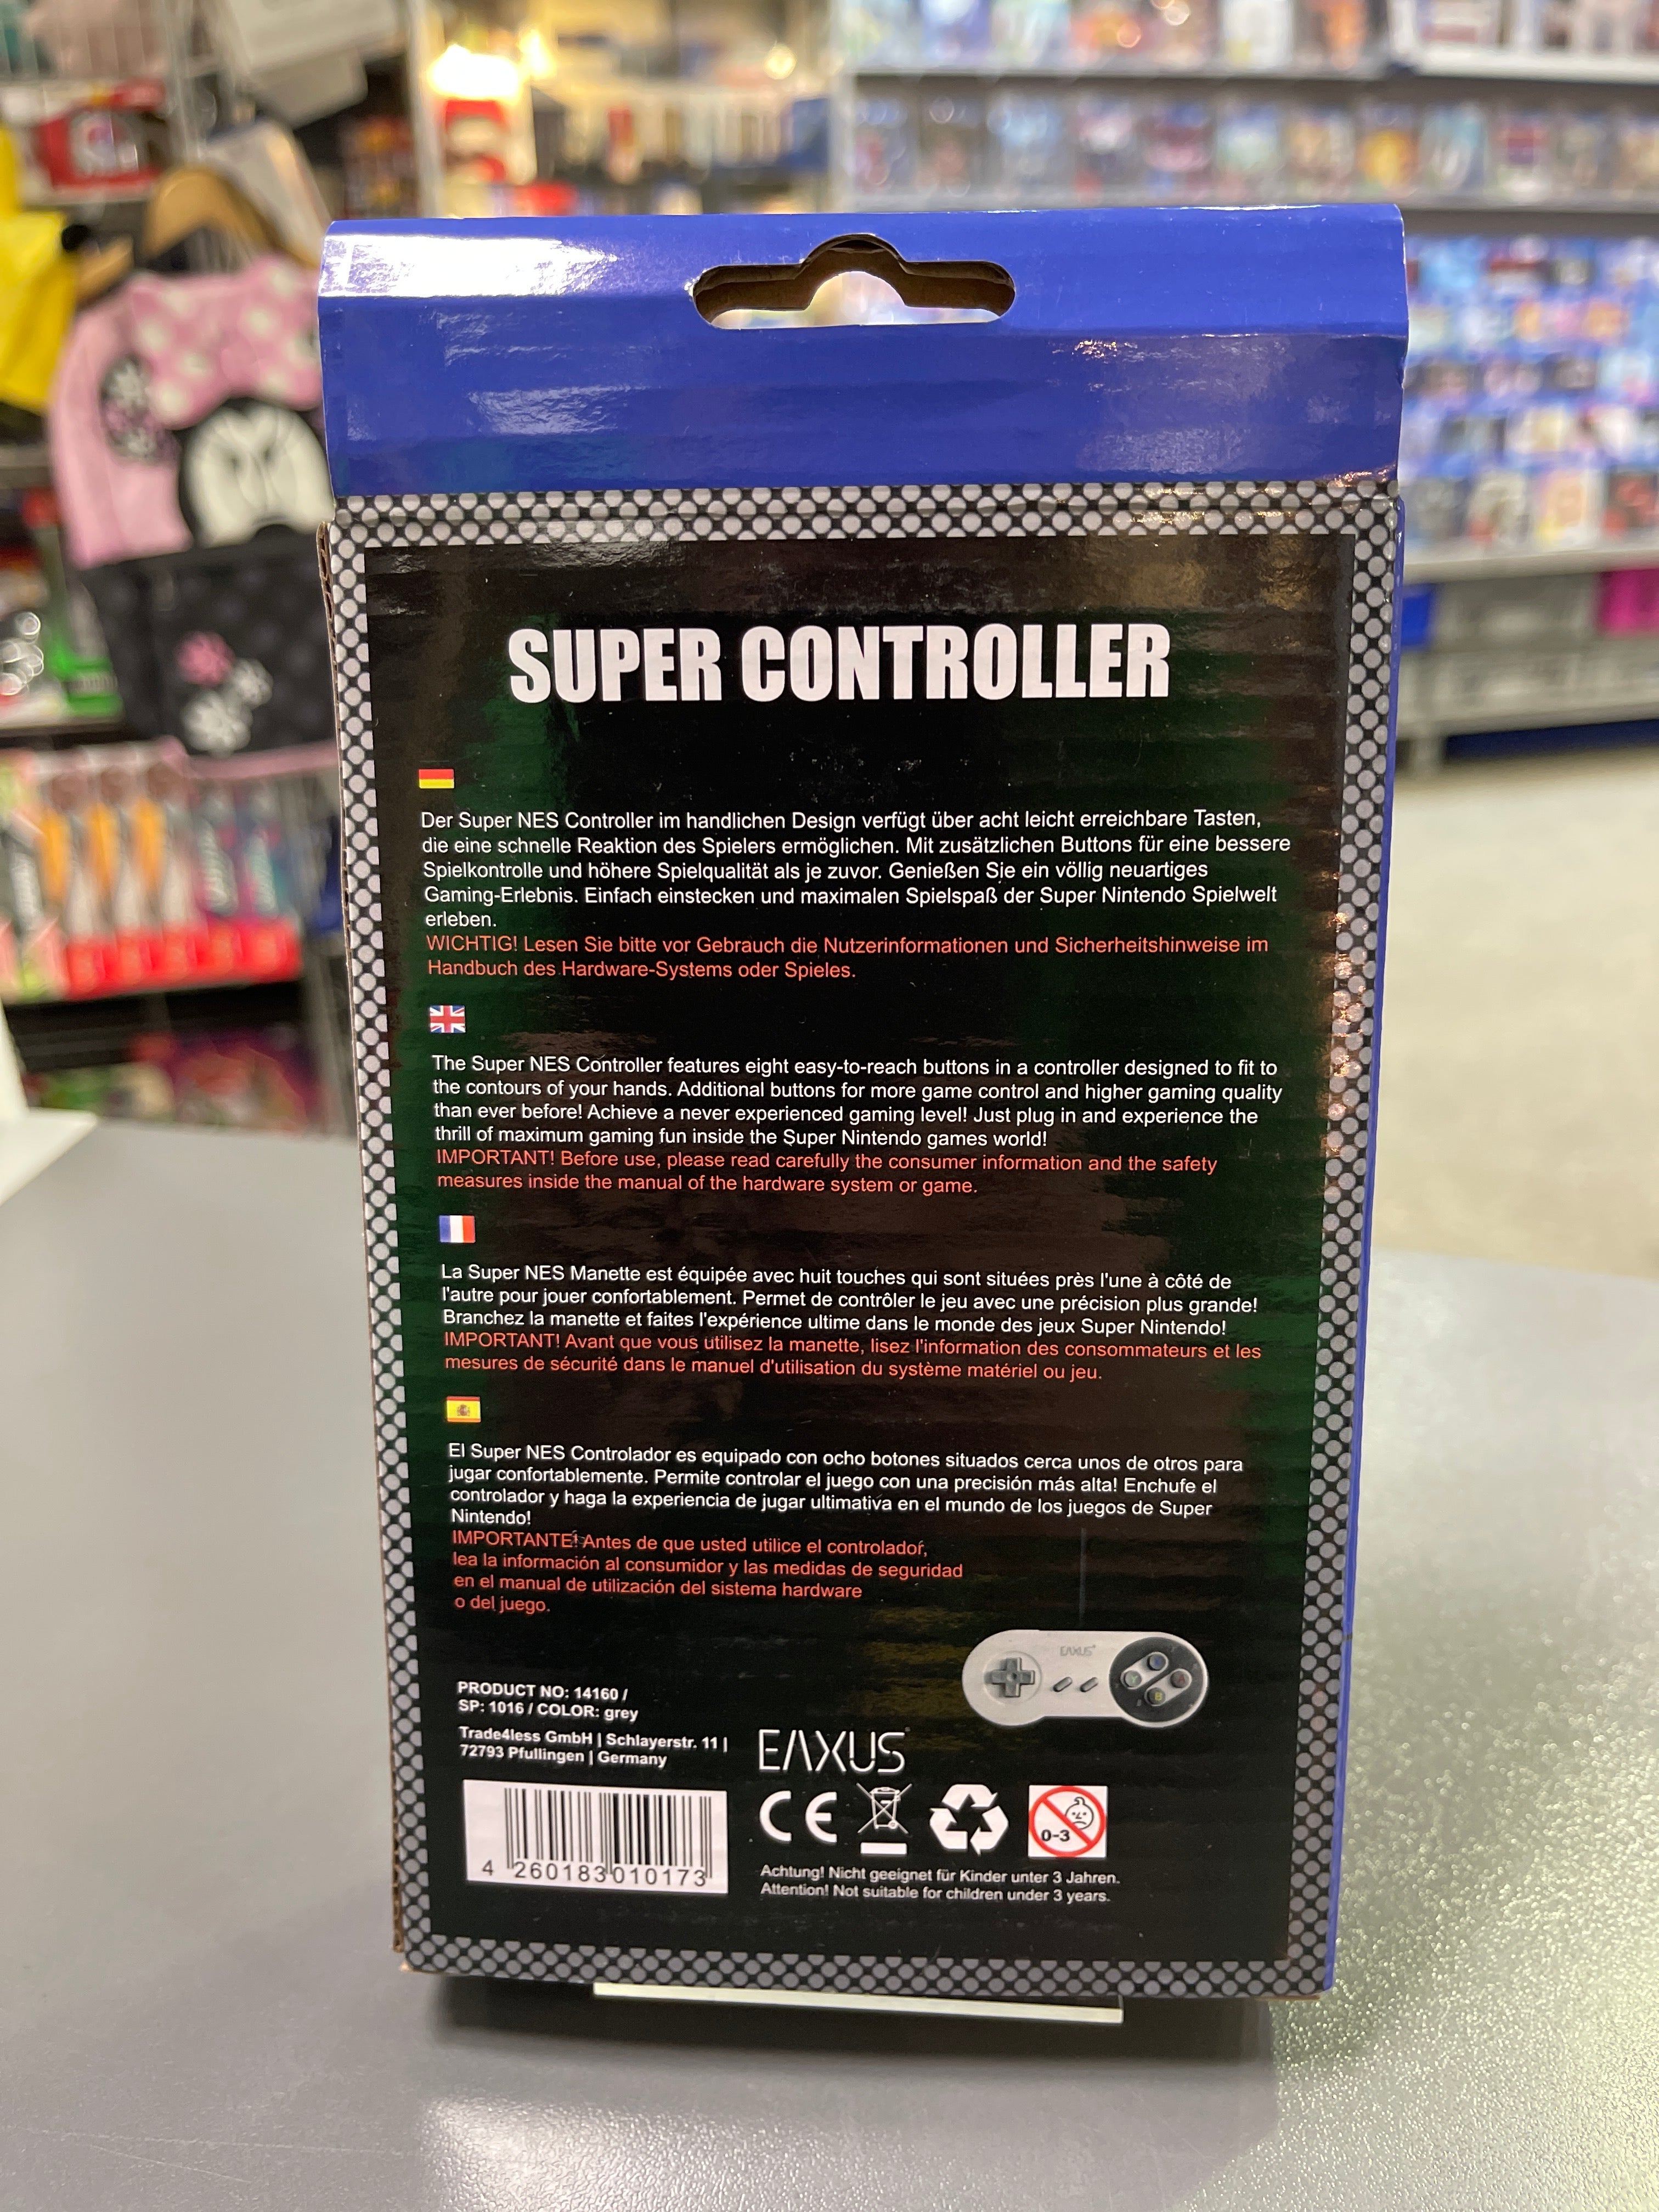 SUPER CONTROLLER
Der Super NES Controller im handlichen Design verfügt über acht leicht erreichbare Tasten,
die eine schnelle Reaktion des Spielers ermöglichen. Mit zusätzlichen Buttons für eine bessere
Spielkontrolle und höhere Spielqualität als je zuvor. Genießen Sie ein völlig neuartiges
Gaming-Erlebnis. Einfach einstecken und maximalen Spielspaß der Super Nintendo Spielwelt
erleben.
WICHTIG! Lesen Sie bitte vor Gebrauch die Nutzerinformationen und Sicherheitshinweise im
Handbuch des Hardware-Systems oder Spieles.
The Super NES Controller features eight easy-to-reach buttons in a controller designed to fit to
the contours of your hands. Additional buttons for more game control and higher gaming quality
than ever before! Achieve a never experienced gaming level! Just plug in and experience the
thrill of maximum gaming fun inside the Super Nintendo games world!
IMPORTANT! Before use, please read carefully the consumer information and the safety
measures inside the manual of the hardware system or game.
La Super NES Manette est équipée avec huit touches qui sont situées près l'une à côté de
l'autre pour jouer confortablement. Permet de contrôler le jeu avec une précision plus grande!
Branchez la manette et faites l'expérience ultime dans le monde des jeux Super Nintendo!
IMPORTANT! Avant que vous utilisez la manette, lisez l'information des consommateurs et les
mesures de sécurité dans le manuel d'utilisation du système matériel ou jeu.
El Super NES Controlador es equipado con ocho botones situados cerca unos de otros para
jugar confortablemente. Permite controlar el juego con una precisión más alta! Enchufe el
controlador y haga la experiencia de jugar ultimativa en el mundo de los juegos de Super
Nintendo!
IMPORTANTE! Antes de que usted utilice el controlador,
lea la información al consumidor y las medidas de seguridad
en el manual de utilización del sistema hardware
o del juego.
EAXUS
PRODUCT NO: 14160 /
SP: 1016 / COLOR: grey
Trade4less GmbH | Schlayerstr. 11 |
72793 Pfullingen | Germany
EAXUS
CE
0-3
4 260183 010173
Achtung! Nicht geeignet für Kinder unter 3 Jahren.
Attention! Not suitable for children under 3 years.